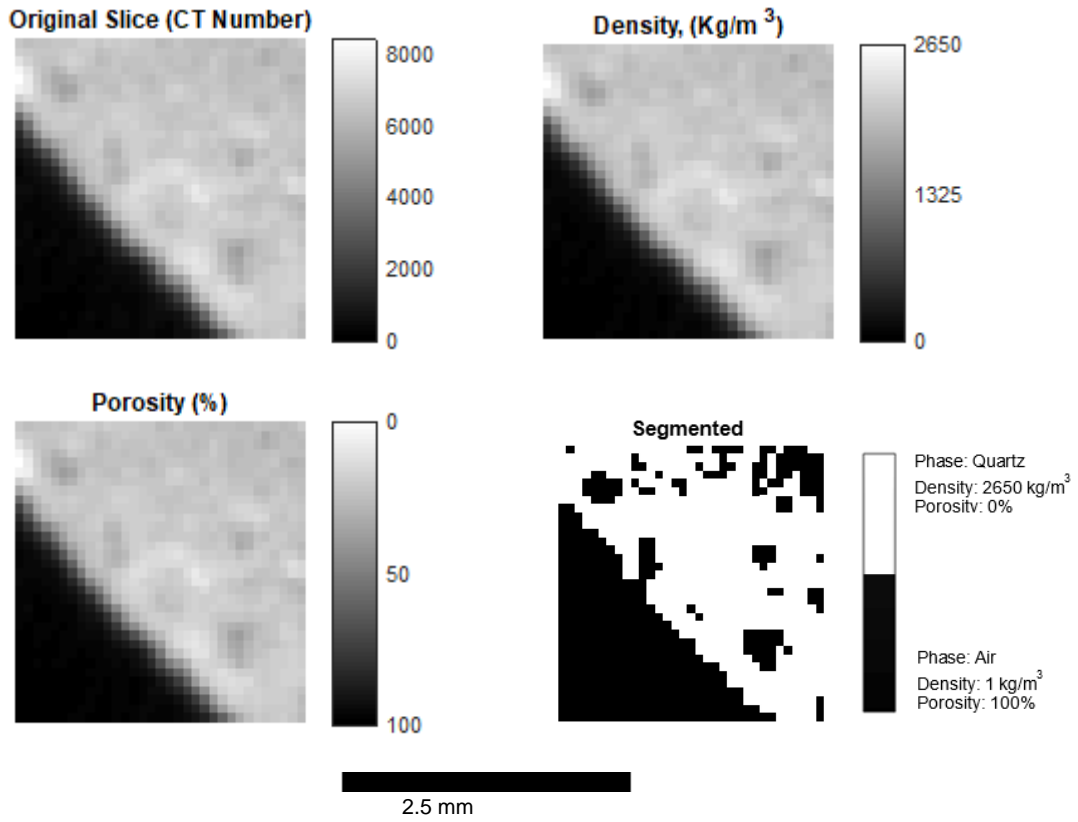 Original Slice (CT Number)
8000
6000
4000
2000
0
Density, (Kg/m ³)
2650
1325
0
Porosity (%)
0
50
100
Segmented
Phase: Quartz
Density: 2650 kg/m³
Porosity: 0%
Phase: Air
Density: 1 kg/m³
Porosity: 100%
2.5 mm